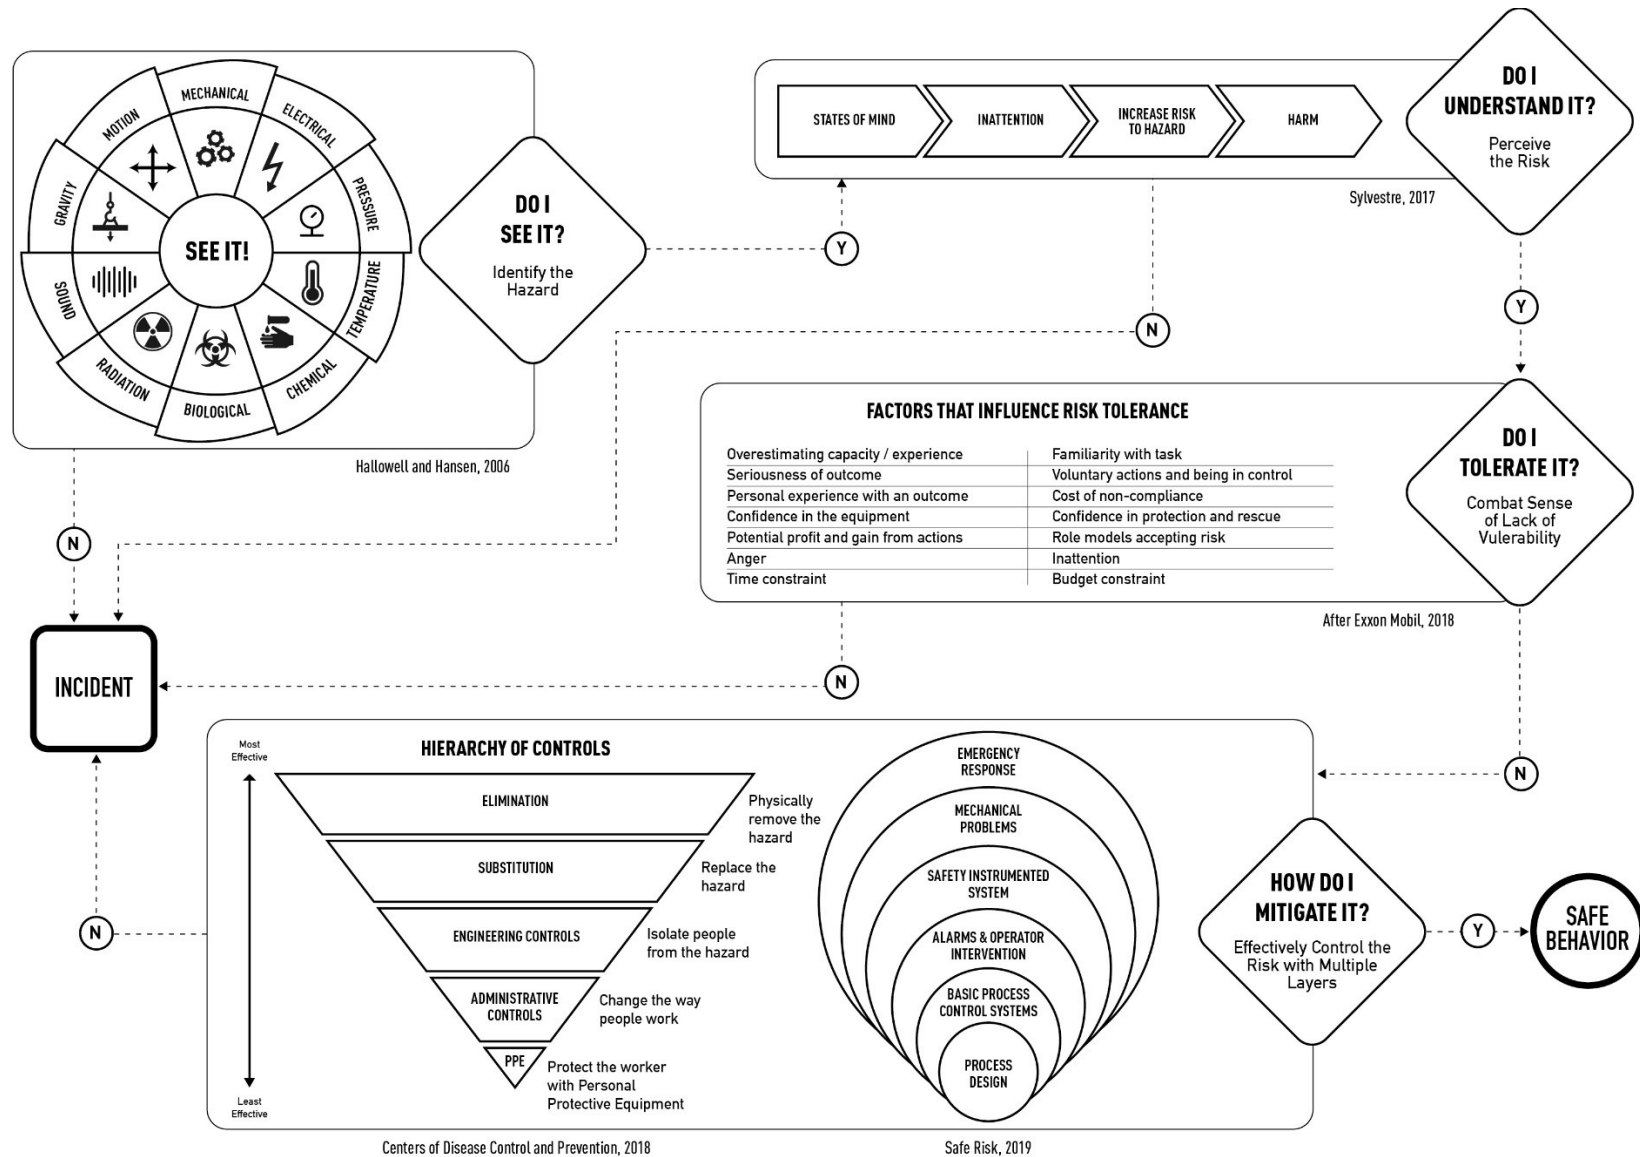 MECHANICAL
ELECTRICAL
PRESSURE
TEMPERATURE
CHEMICAL
BIOLOGICAL
RADIATION
SOUND
GRAVITY
MOTION
SEE IT!
DO I
SEE IT?
Identify the
Hazard
Hallowell and Hansen, 2006
Y
STATES OF MIND
INATTENTION
INCREASE RISK
TO HAZARD
HARM
DO I
UNDERSTAND IT?
Perceive
the Risk
Sylvestre, 2017
Y
N
FACTORS THAT INFLUENCE RISK TOLERANCE
Overestimating capacity / experience
Familiarity with task
Seriousness of outcome
Voluntary actions and being in control
Personal experience with an outcome
Cost of non-compliance
Confidence in the equipment
Confidence in protection and rescue
Potential profit and gain from actions
Role models accepting risk
Anger
Inattention
Time constraint
Budget constraint
DO I
TOLERATE IT?
Combat Sense
of Lack of
Vulerability
After Exxon Mobil, 2018
N
N
N
INCIDENT
N
HIERARCHY OF CONTROLS
Most
Effective
ELIMINATION
Physically
remove the
hazard
SUBSTITUTION
Replace the
hazard
ENGINEERING CONTROLS
Isolate people
from the hazard
ADMINISTRATIVE
CONTROLS
Change the way
people work
PPE
Protect the worker
with Personal
Protective Equipment
Least
Effective
Centers of Disease Control and Prevention, 2018
EMERGENCY
RESPONSE
MECHANICAL
PROBLEMS
SAFETY INSTRUMENTED
SYSTEM
ALARMS & OPERATOR
INTERVENTION
BASIC PROCESS
CONTROL SYSTEMS
PROCESS
DESIGN
Safe Risk, 2019
HOW DO I
MITIGATE IT?
Effectively Control the
Risk with Multiple
Layers
Y
SAFE
BEHAVIOR